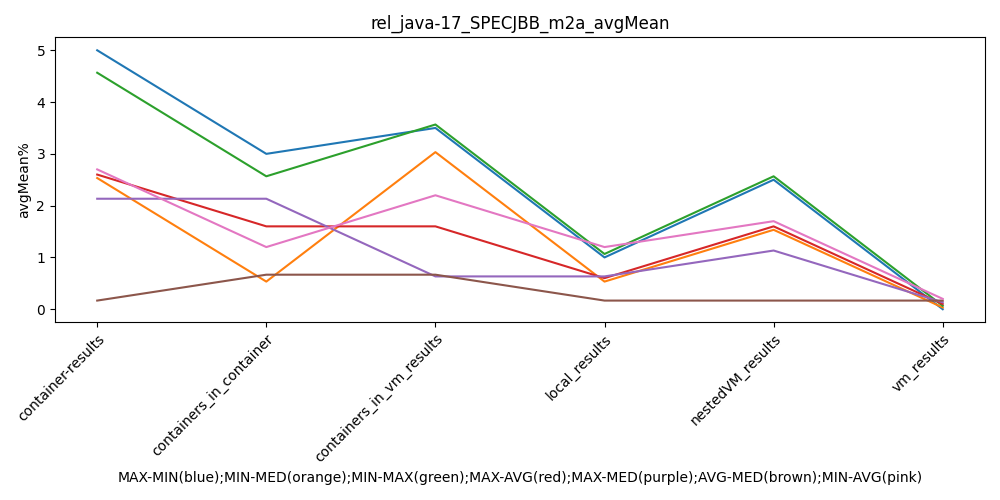 rel_java-17_SPECJBB_m2a_avgMean
avgMean%
5
4
3
2
1
0
container-results
containers_in_container
containers_in_vm_results
local_results
nestedVM_results
vm_results
MAX-MIN(blue);MIN-MED(orange);MIN-MAX(green);MAX-AVG(red);MAX-MED(purple);AVG-MED(brown);MIN-AVG(pink)